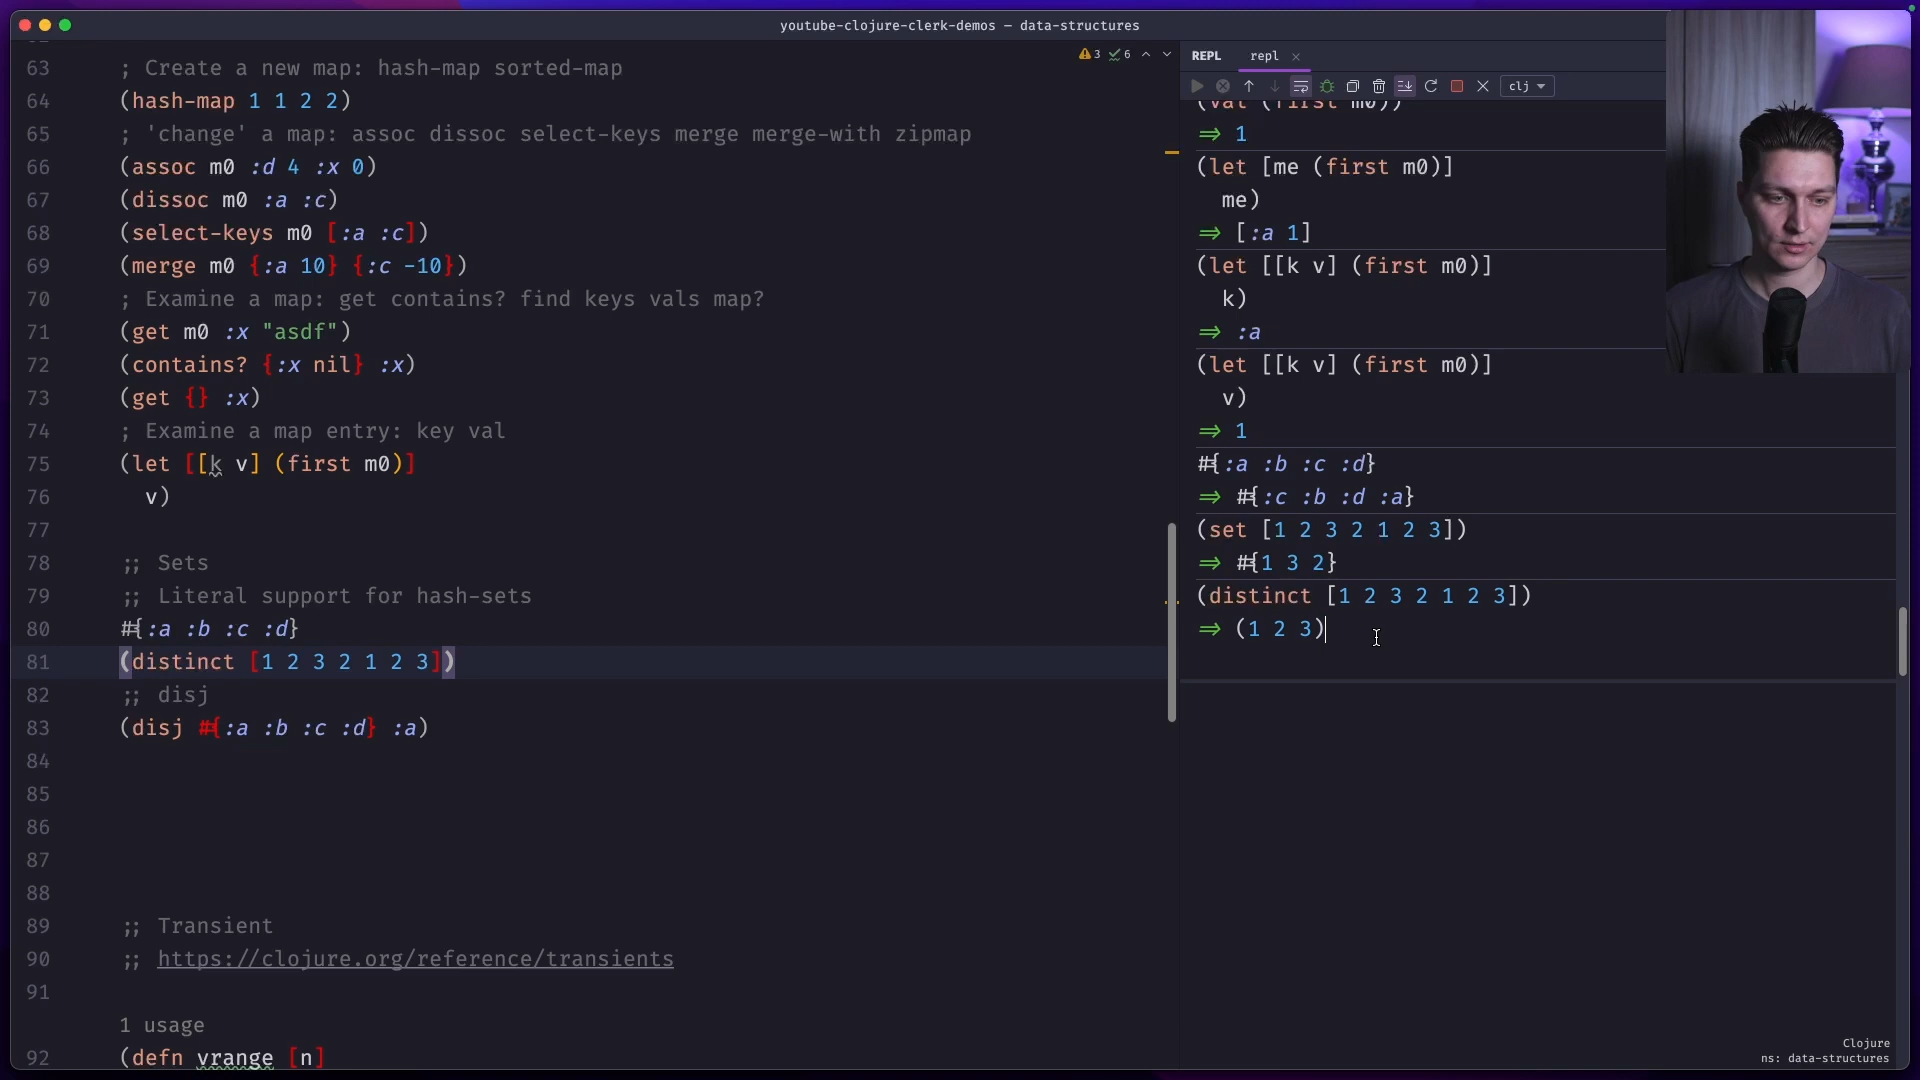 youtube-clojure-clerk-demos – data-structures
3 6
63 ; Create a new map: hash-map sorted-map
64 (hash-map 1 1 2 2)
65 ; 'change' a map: assoc dissoc select-keys merge merge-with zipmap
66 (assoc m0 :d 4 :x 0)
67 (dissoc m0 :a :c)
68 (select-keys m0 [:a :c])
69 (merge m0 {:a 10} {:c -10})
70 ; Examine a map: get contains? find keys vals map?
71 (get m0 :x "asdf")
72 (contains? {:x nil} :x)
73 (get {} :x)
74 ; Examine a map entry: key val
75 (let [[k v] (first m0)]
76 v)
77
78 ;; Sets
79 ;; Literal support for hash-sets
80 #{:a :b :c :d}
81 (distinct [1 2 3 2 1 2 3])
82 ;; disj
83 (disj #{:a :b :c :d} :a)
84
85
86
87
88
89 ;; Transient
90 ;; https://clojure.org/reference/transients
91
1 usage
92 (defn vrange [n]
REPL repl
clj
(val (first m0))
=> 1
(let [me (first m0)]
me)
=> [:a 1]
(let [[k v] (first m0)]
k)
=> :a
(let [[k v] (first m0)]
v)
=> 1
#{:a :b :c :d}
=> #{:c :b :d :a}
(set [1 2 3 2 1 2 3])
=> #{1 3 2}
(distinct [1 2 3 2 1 2 3])
=> (1 2 3)
Clojure
ns: data-structures